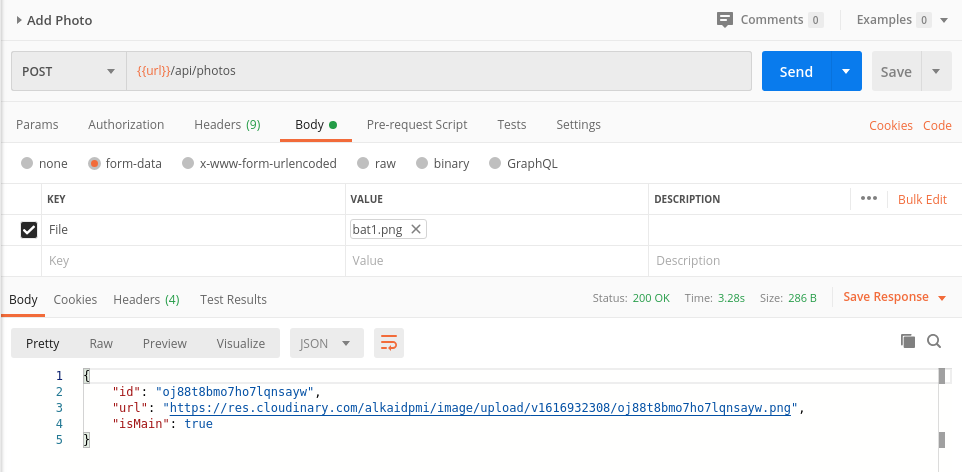 Add Photo Comments 0 Examples 0
POST {{url}}/api/photos Send Save
Params Authorization Headers (9) Body Pre-request Script Tests Settings Cookies Code
none form-data x-www-form-urlencoded raw binary GraphQL
KEY VALUE DESCRIPTION ••• Bulk Edit
File bat1.png
Key Value Description
Body Cookies Headers (4) Test Results Status: 200 OK Time: 3.28s Size: 286 B Save Response
Pretty Raw Preview Visualize JSON
1 {
2 "id": "oj88t8bmo7ho7lqnsayw",
3 "url": "https://res.cloudinary.com/alkaidpmi/image/upload/v1616932308/oj88t8bmo7ho7lqnsayw.png",
4 "isMain": true
5 }